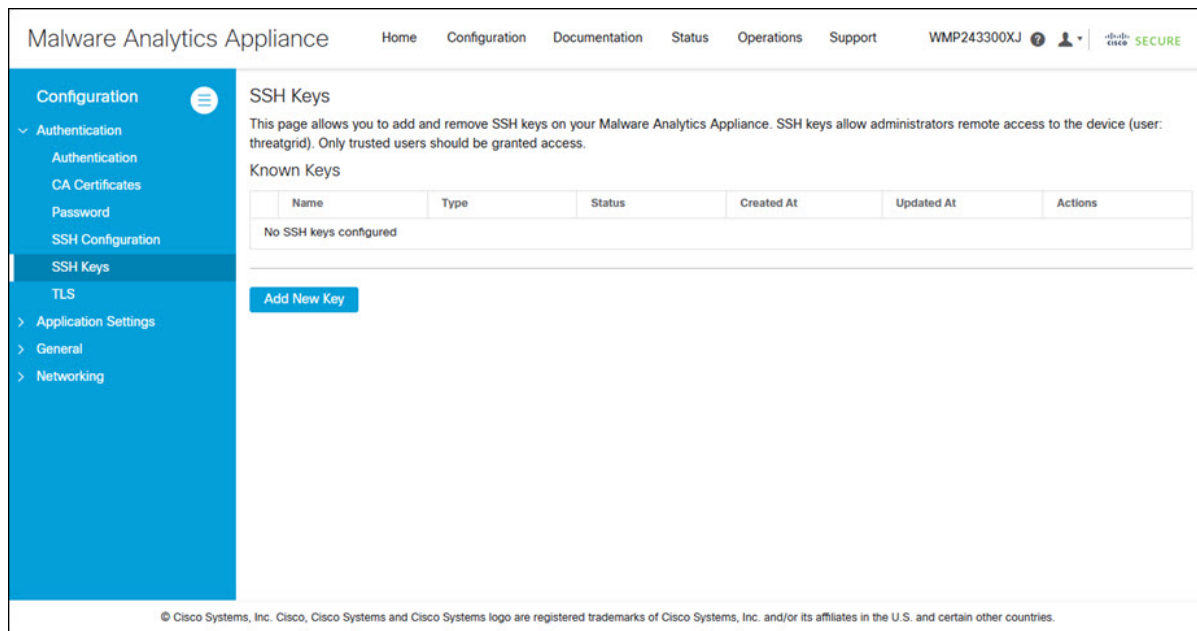 Malware Analytics Appliance Home Configuration Documentation Status Operations Support WMP243300XJ ? cisco SECURE
Configuration
Authentication
Authentication
CA Certificates
Password
SSH Configuration
SSH Keys
TLS
Application Settings
General
Networking
SSH Keys
This page allows you to add and remove SSH keys on your Malware Analytics Appliance. SSH keys allow administrators remote access to the device (user:
threatgrid). Only trusted users should be granted access.
Known Keys
Name Type Status Created At Updated At Actions
No SSH keys configured
Add New Key
© Cisco Systems, Inc. Cisco, Cisco Systems and Cisco Systems logo are registered trademarks of Cisco Systems, Inc. and/or its affiliates in the U.S. and certain other countries.